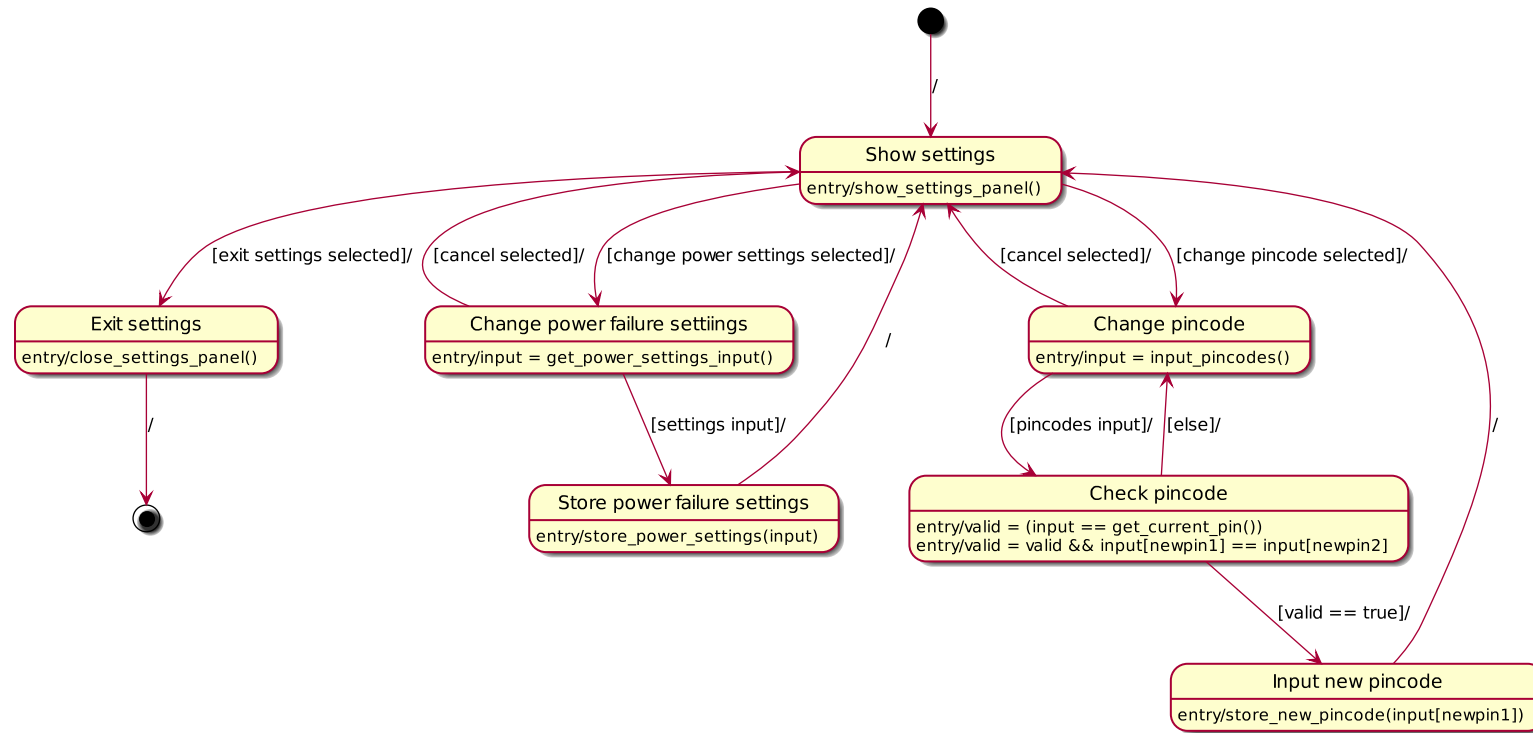 /
Show settings
entry/show_settings_panel()
[exit settings selected]/
[cancel selected]/
[change power settings selected]/
[cancel selected]/
[change pincode selected]/
Exit settings
entry/close_settings_panel()
Change power failure settiings
entry/input = get_power_settings_input()
/
Change pincode
entry/input = input_pincodes()
/
[settings input]/
[pincodes input]/
[else]/
/
Store power failure settings
entry/store_power_settings(input)
Check pincode
entry/valid = (input == get_current_pin())
entry/valid = valid && input[newpin1] == input[newpin2]
[valid == true]/
Input new pincode
entry/store_new_pincode(input[newpin1])